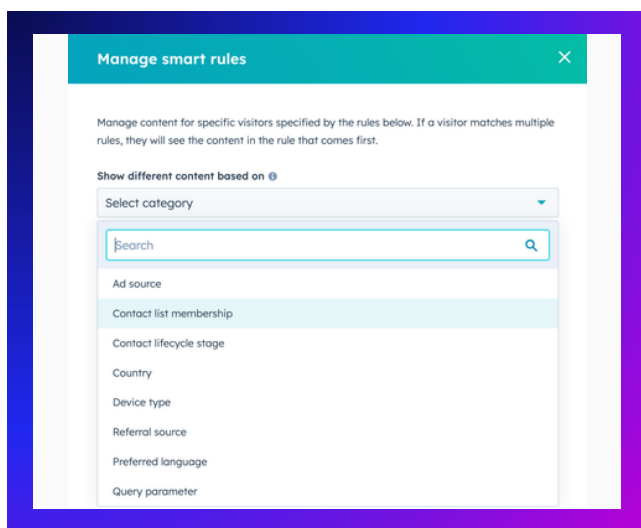 Manage smart rules
Manage content for specific visitors specified by the rules below. If a visitor matches multiple
rules, they will see the content in the rule that comes first.
Show different content based on
Select category
Search
Ad source
Contact list membership
Contact lifecycle stage
Country
Device type
Referral source
Preferred language
Query parameter